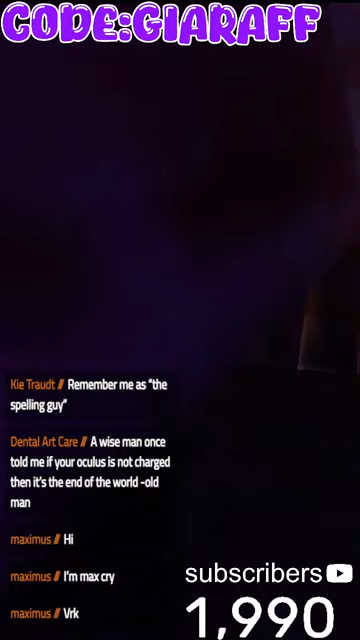 CODE:GIARAFF
Kie Traudt // Remember me as "the
spelling guy"
Dental Art Care // A wise man once
told me if your oculus is not charged
then it's the end of the world -old
man
maximus // Hi
maximus // I'm max cry
maximus // Vrk
subscribers
1,990